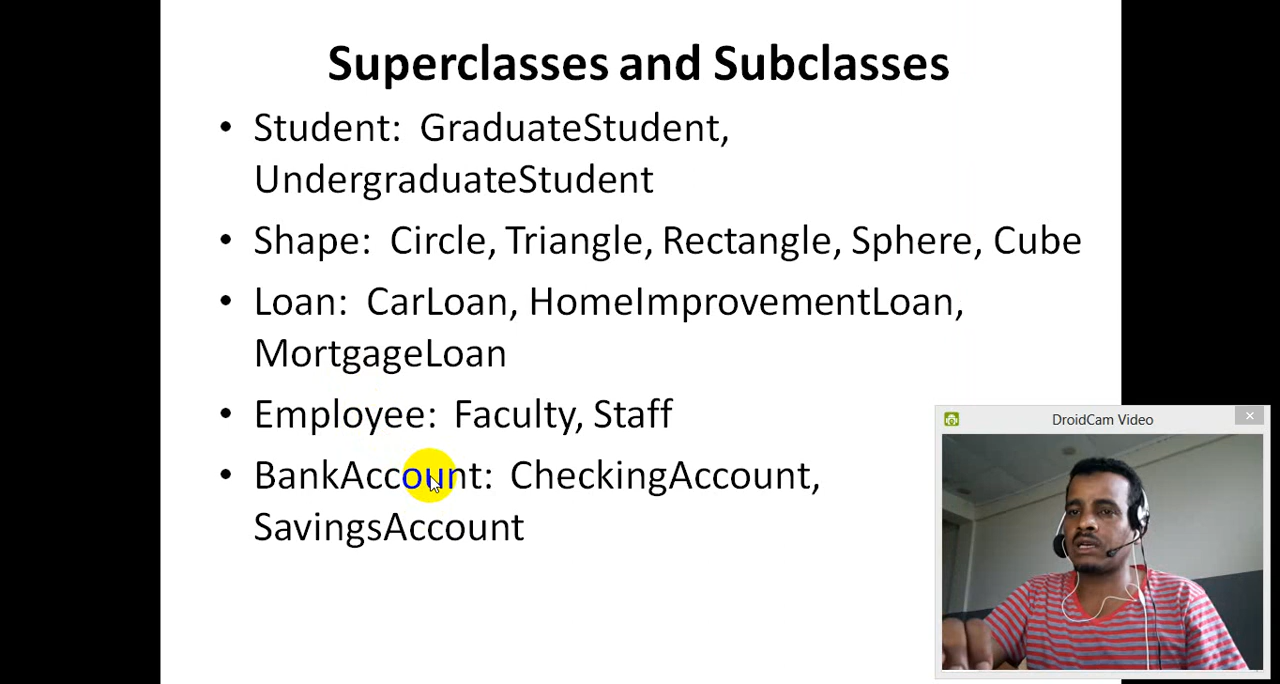 Superclasses and Subclasses
• Student: GraduateStudent,
UndergraduateStudent
• Shape: Circle, Triangle, Rectangle, Sphere, Cube
• Loan: CarLoan, HomeImprovementLoan,
MortgageLoan
• Employee: Faculty, Staff
• BankAccount: CheckingAccount,
SavingsAccount
DroidCam Video